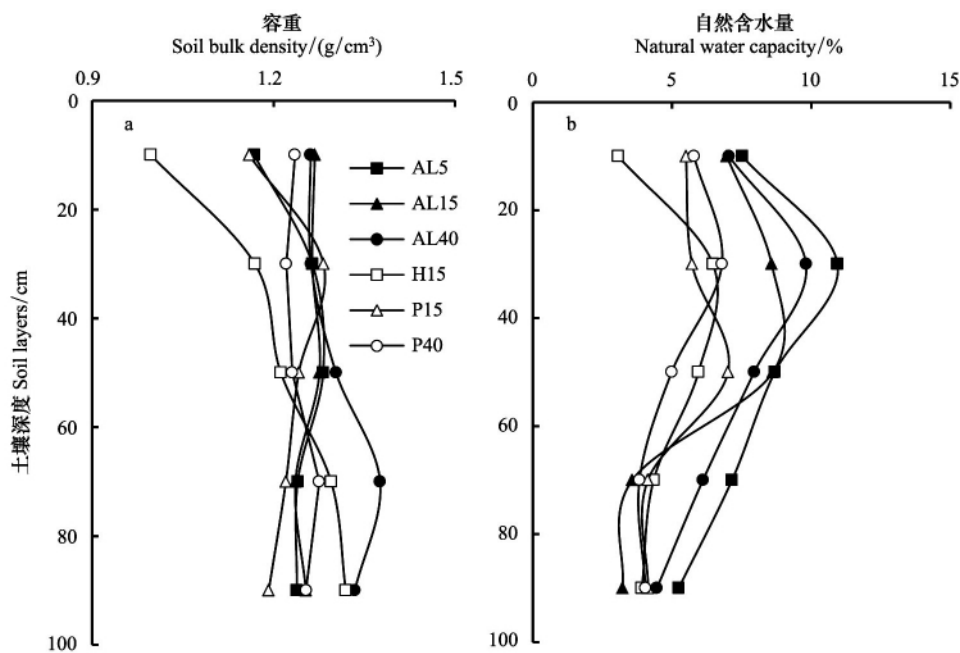 容重
Soil bulk density/(g/cm³)
0.9 1.2 1.5
自然含水量
Natural water capacity/%
0 5 10 15
土壤深度 Soil layers/cm
0
20
40
60
80
100
a
AL5
AL15
AL40
H15
P15
P40
0
20
40
60
80
100
b